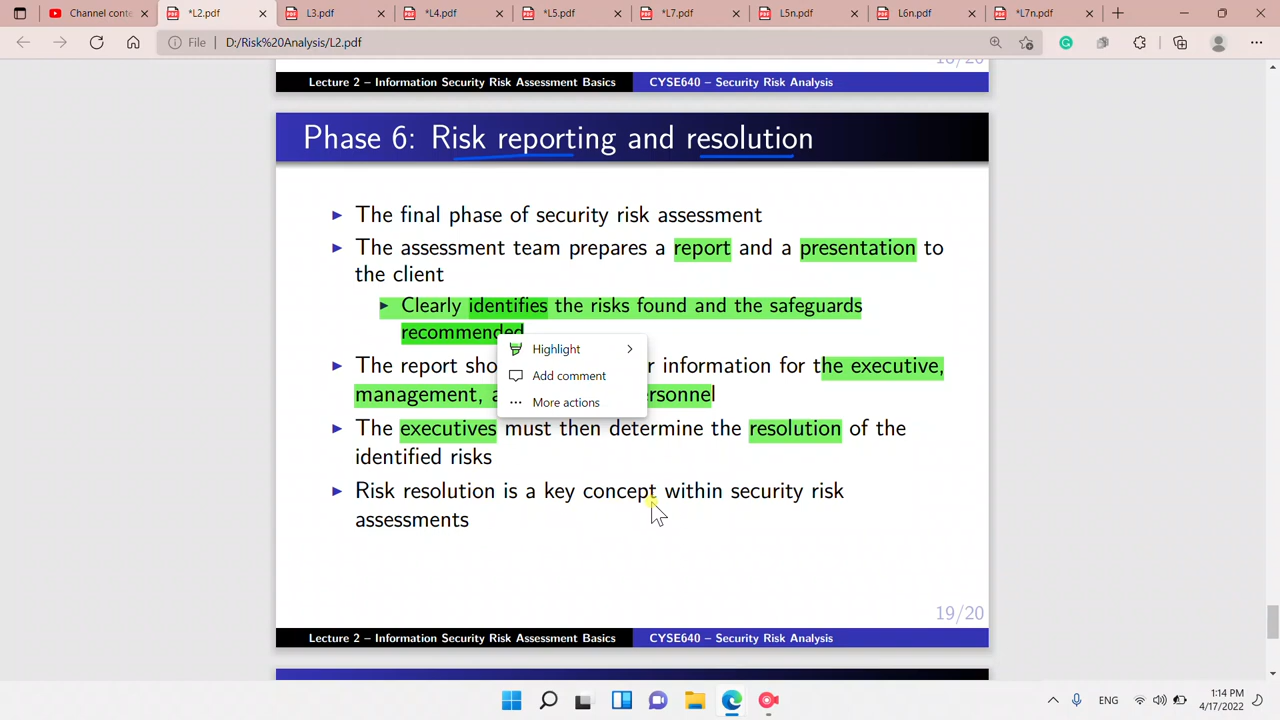 Channel conte
*L2.pdf
L3.pdf
*L4.pdf
*L5.pdf
*L7.pdf
L5n.pdf
L6n.pdf
*L7n.pdf
File
D:/Risk%20Analysis/L2.pdf
18/20
Lecture 2 – Information Security Risk Assessment Basics
CYSE640 – Security Risk Analysis
Phase 6: Risk reporting and resolution
The final phase of security risk assessment
The assessment team prepares a report and a presentation to
the client
Clearly identifies the risks found and the safeguards
recommended
Highlight
Add comment
More actions
The report sho r information for the executive,
management, ersonnel
The executives must then determine the resolution of the
identified risks
Risk resolution is a key concept within security risk
assessments
19/20
Lecture 2 – Information Security Risk Assessment Basics
CYSE640 – Security Risk Analysis
ENG
1:14 PM
4/17/2022